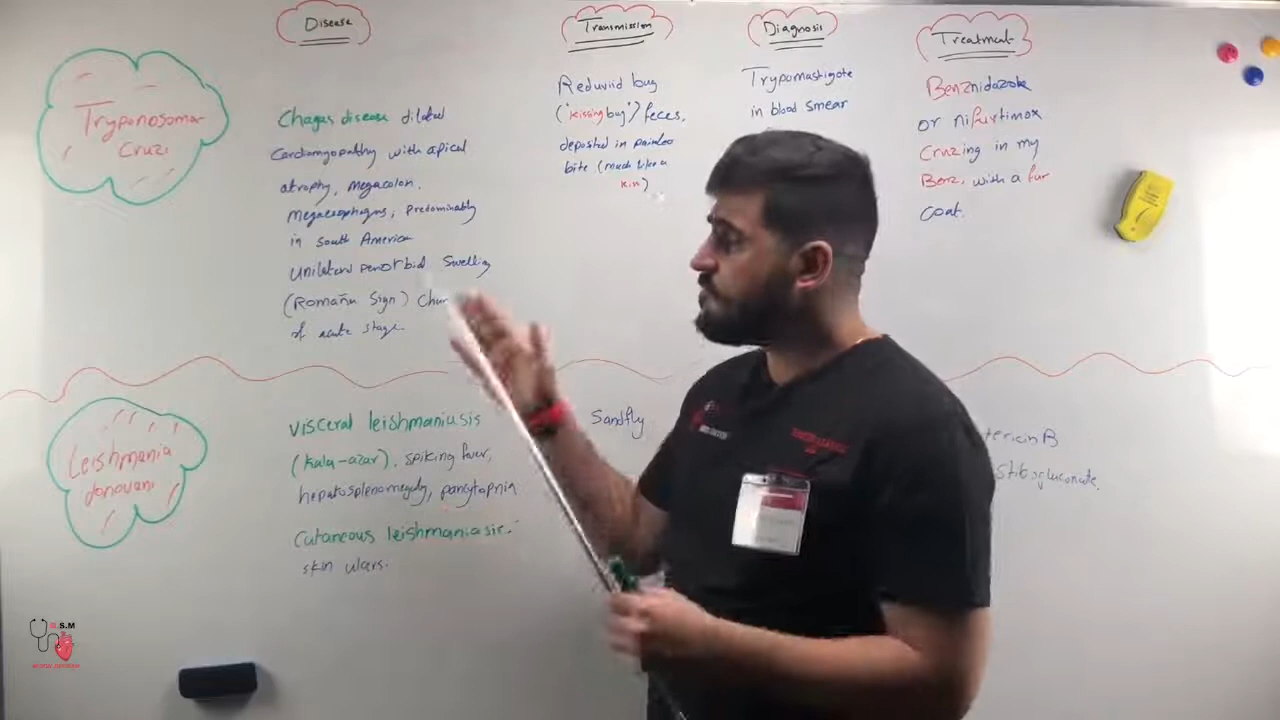 Disease
Transmission
Diagnosis
Treatment
Tryponosoma
Cruzi
Chagas disease dilated
Cardiomyopathy with apical
atrophy, megacolon,
megaesophagus, predominantly
in south America
unilateral periorbital swelling
(Romaña Sign)
of acute stage.
Reduviid bug
("kissing bug") feces,
deposited in painless
bite (much like a
kiss)
Trypomastigote
in blood smear
Benznidazole
or nifurtimox
Cruzing in my
Benz, with a fur
coat.
Leishmania
donovani
visceral leishmaniasis
(kala-azar), spiking fever,
hepatosplenomegaly, pancytopnia
Cutaneous leishmaniasis:
skin ulcers.
Sandfly
tericin B
stibogluconate.
S.M